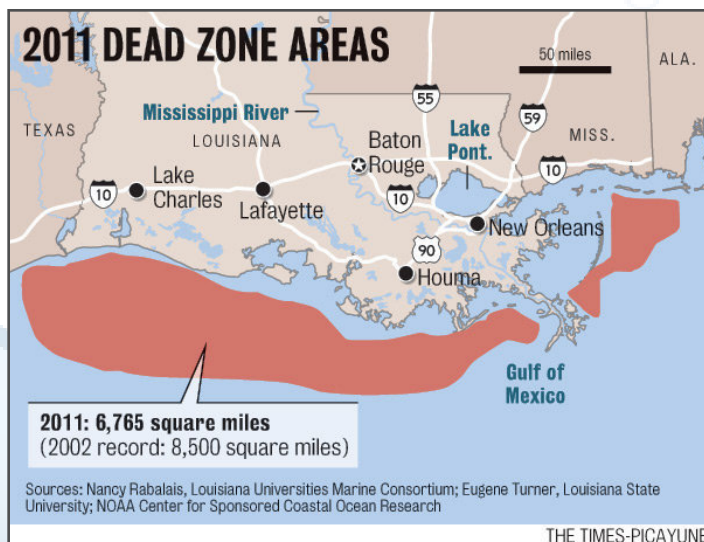 2011 DEAD ZONE AREAS
50 miles
ALA.
Mississippi River
55
59
TEXAS
LOUISIANA
Baton
Rouge
Lake
Pont.
MISS.
10
Lake
Charles
10
Lafayette
10
New Orleans
90
Houma
Gulf of
Mexico
2011: 6,765 square miles
(2002 record: 8,500 square miles)
Sources: Nancy Rabalais, Louisiana Universities Marine Consortium; Eugene Turner, Louisiana State
University; NOAA Center for Sponsored Coastal Ocean Research
THE TIMES-PICAYUNE